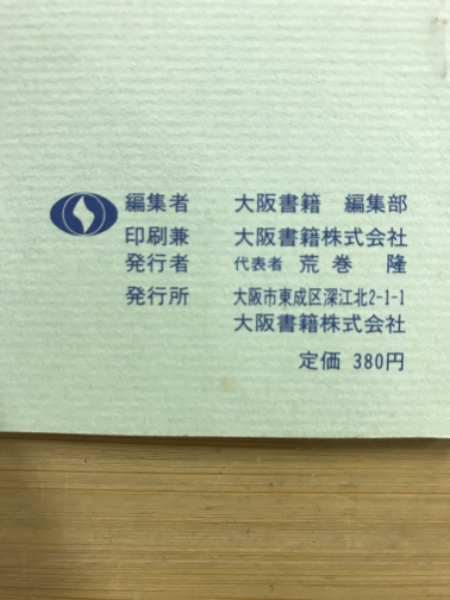 編集者 大阪書籍 編集部
印刷兼 大阪書籍株式会社
発行者 代表者 荒巻 隆
発行所 大阪市東成区深江北2-1-1
大阪書籍株式会社
定価 380円